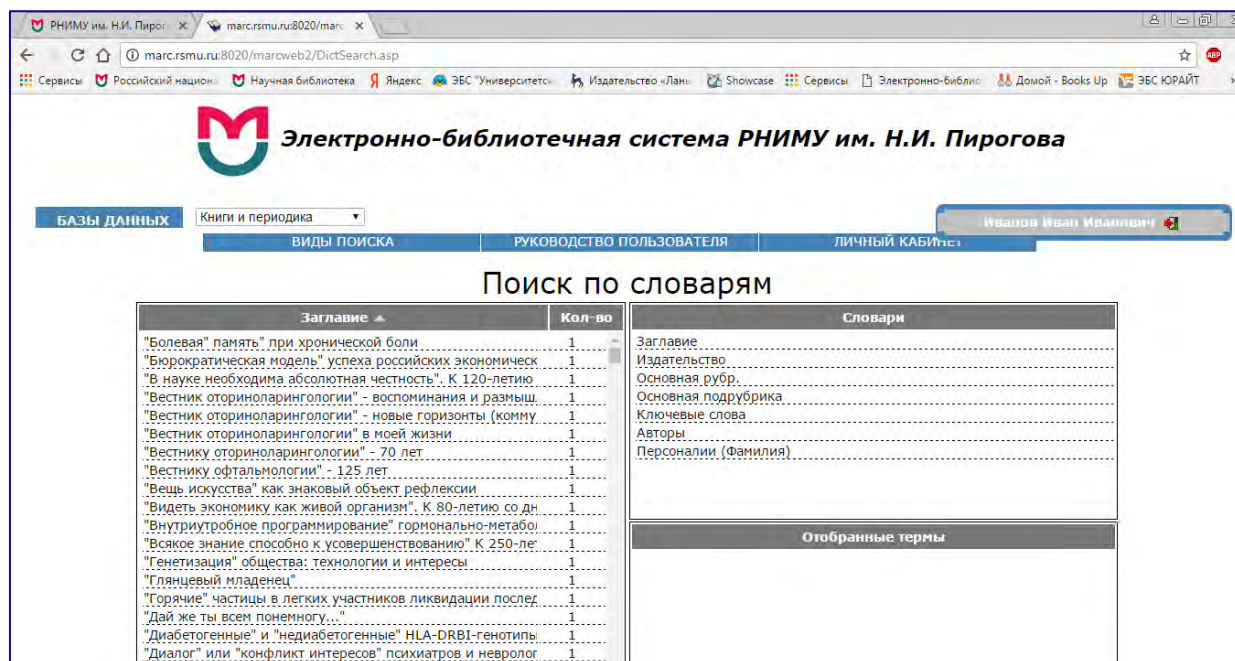 РНИМУ им. Н.И. Пирог
marc.rsmu.ru:8020/marc
marc.rsmu.ru:8020/marcweb2/DictSearch.asp
ABP
Сервисы Российский национ Научная библиотека Яндекс ЭБС "Университетс Издательство «Лань Showcase Сервисы Электронно-библио Домой - Books Up ЭБС ЮРАЙТ
Электронно-библиотечная система РНИМУ им. Н.И. Пирогова
БАЗЫ ДАННЫХ Книги и периодика
Иванов Иван Иванович
ВИДЫ ПОИСКА РУКОВОДСТВО ПОЛЬЗОВАТЕЛЯ ЛИЧНЫЙ КАБИНЕТ
Поиск по словарям
Заглавие Кол-во
"Болевая" память" при хронической боли 1
"Бюрократическая модель" успеха российских экономическ 1
"В науке необходима абсолютная честность". К 120-летию 1
"Вестник оториноларингологии" - воспоминания и размыш 1
"Вестник оториноларингологии" - новые горизонты (комму 1
"Вестник оториноларингологии" в моей жизни 1
"Вестнику оториноларингологии" - 70 лет 1
"Вестнику офтальмологии" - 125 лет 1
"Вещь искусства" как знаковый объект рефлексии 1
"Видеть экономику как живой организм". К 80-летию со дн 1
"Внутриутробное программирование" гормонально-метабол 1
"Всякое знание способно к усовершенствованию" К 250-лет 1
"Генетизация" общества: технологии и интересы 1
"Глянцевый младенец" 1
"Горячие" частицы в легких участников ликвидации послед 1
"Дай же ты всем понемногу..." 1
"Диабетогенные" и "недиабетогенные" HLA-DRBI-генотипы 1
"Диалог" или "конфликт интересов" психиатров и невролог 1
Словари
Заглавие
Издательство
Основная рубр.
Основная подрубрика
Ключевые слова
Авторы
Персоналии (Фамилия)
Отобранные термы